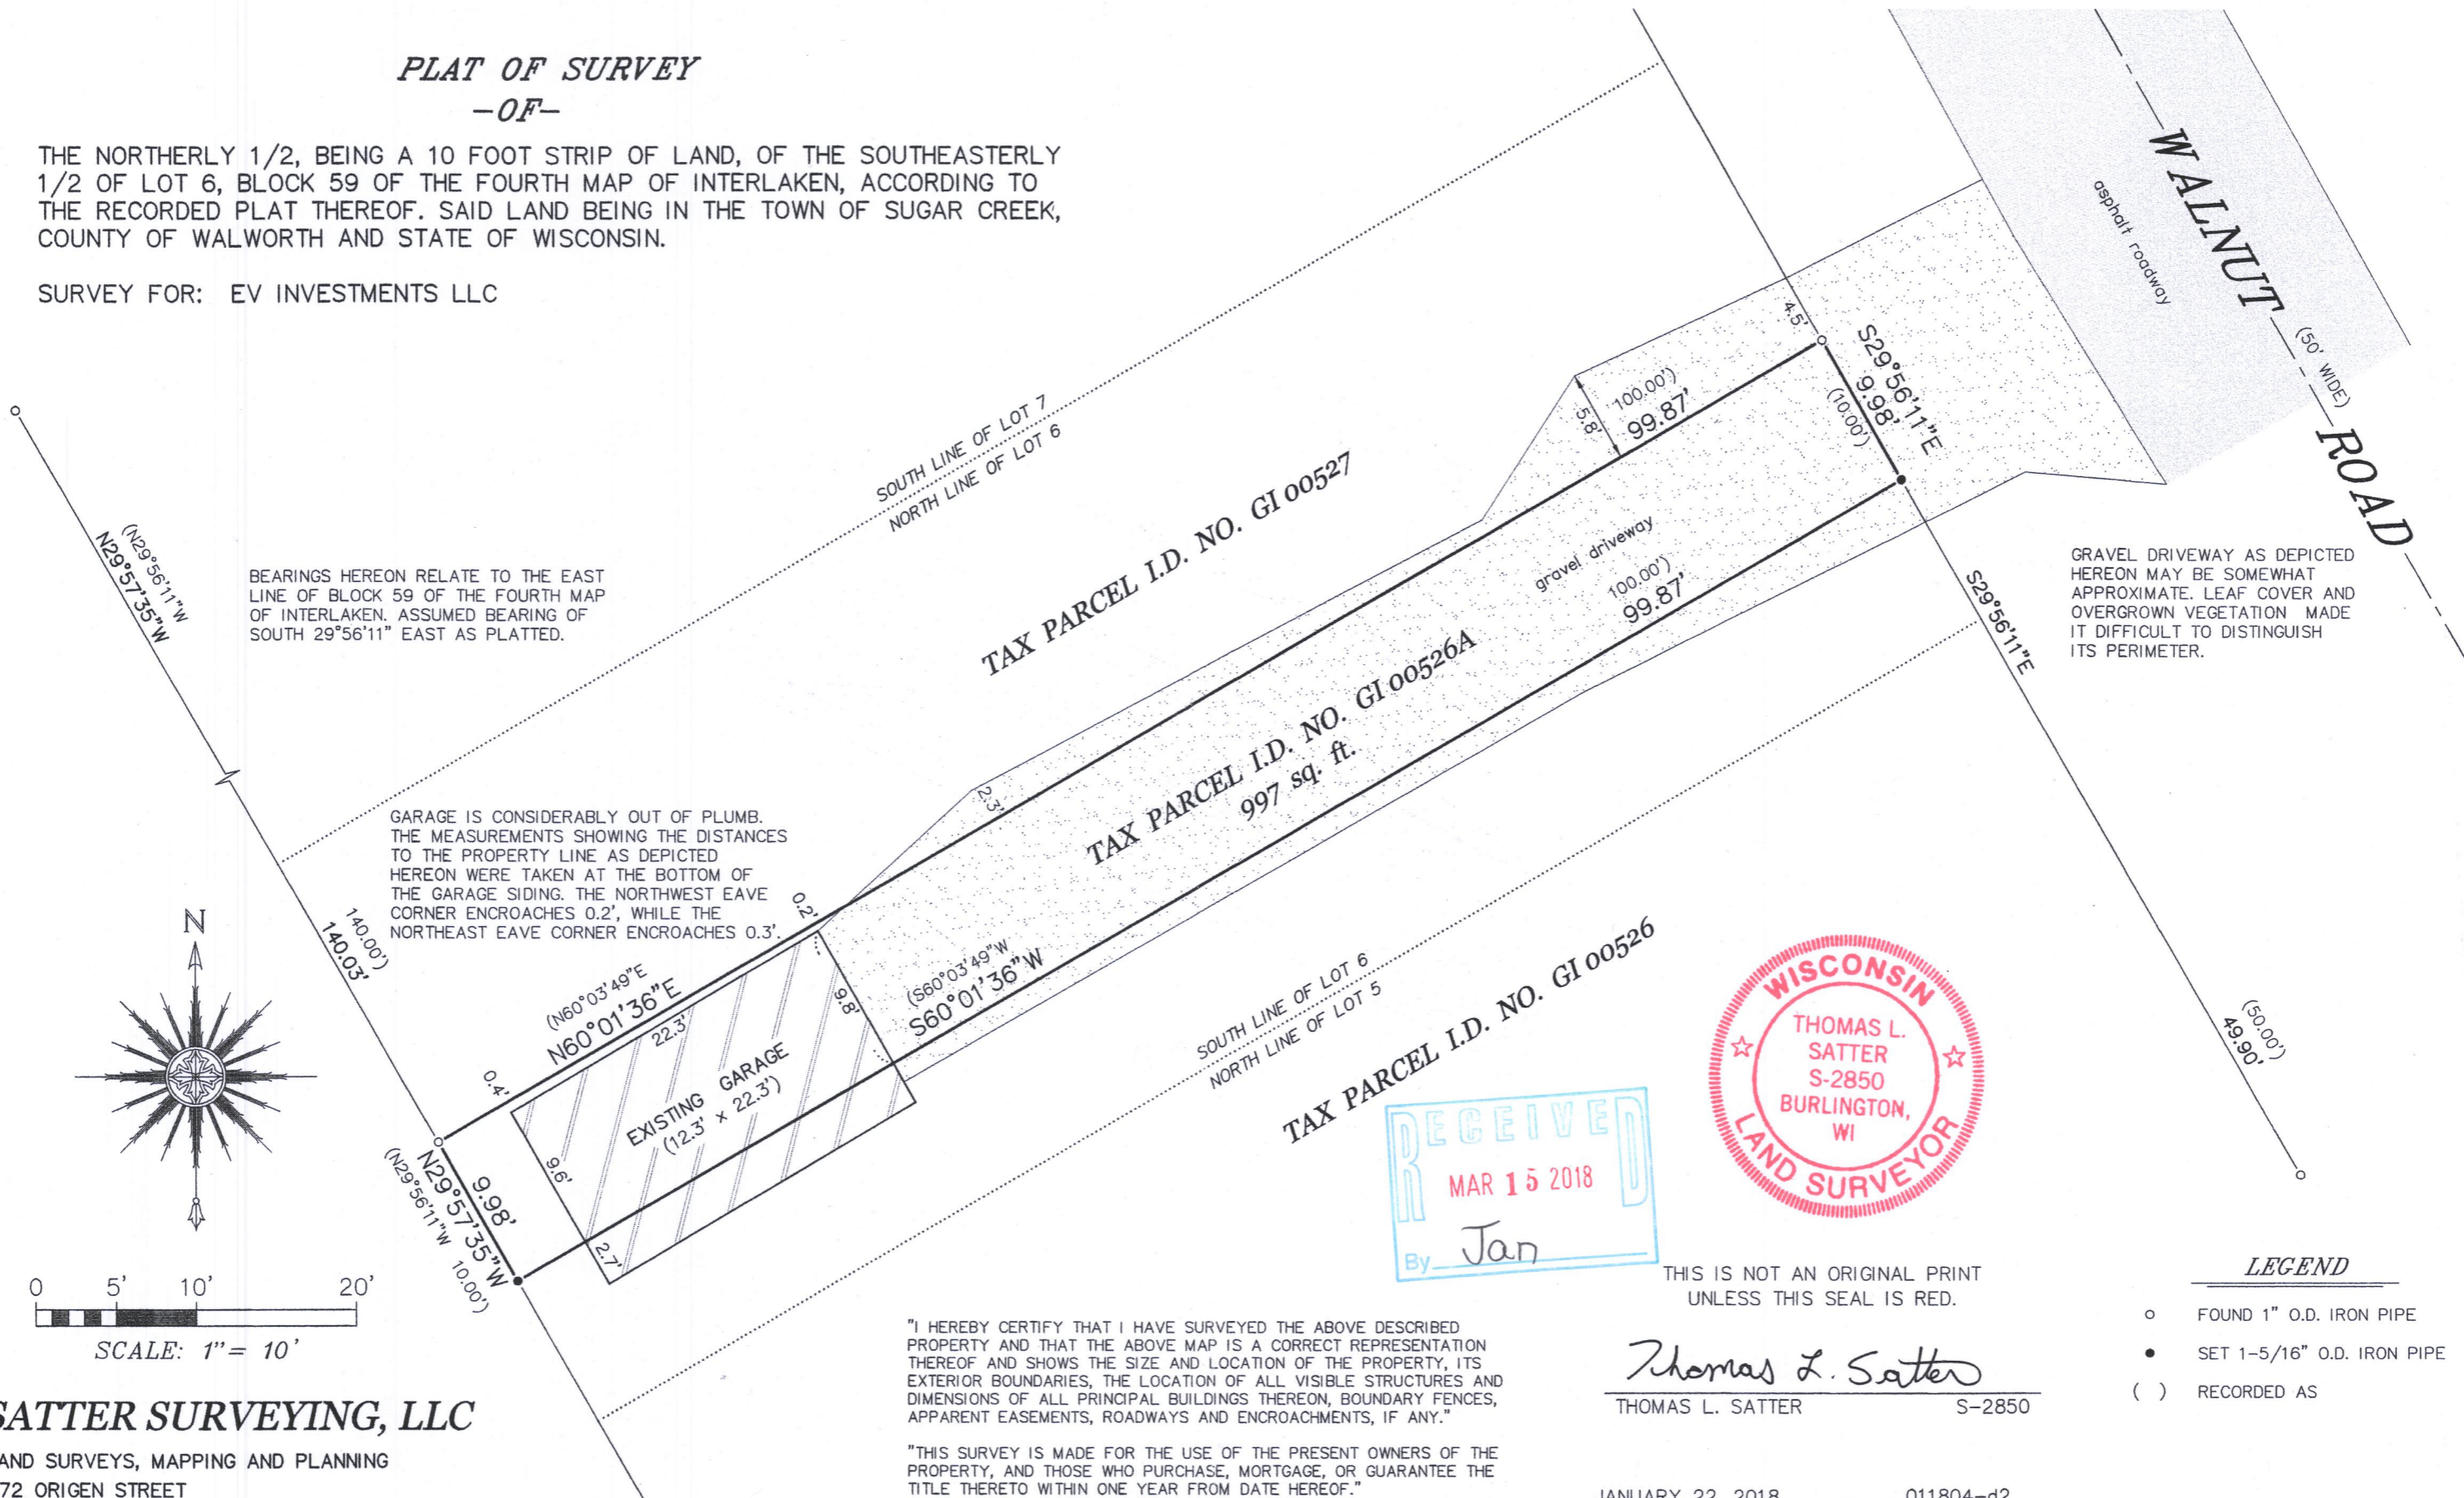 PLAT OF SURVEY
-OF-
THE NORTHERLY 1/2, BEING A 10 FOOT STRIP OF LAND, OF THE SOUTHEASTERLY
1/2 OF LOT 6, BLOCK 59 OF THE FOURTH MAP OF INTERLAKEN, ACCORDING TO
THE RECORDED PLAT THEREOF. SAID LAND BEING IN THE TOWN OF SUGAR CREEK,
COUNTY OF WALWORTH AND STATE OF WISCONSIN.
SURVEY FOR: EV INVESTMENTS LLC
WALNUT ROAD
(50' WIDE)
asphalt roadway
4.5'
S29°56'11"E
9.98'
(10.00')
100.00')
99.87'
5.8'
SOUTH LINE OF LOT 7
NORTH LINE OF LOT 6
TAX PARCEL I.D. NO. GI 00527
gravel driveway
100.00')
99.87'
(N29°56'11"W
N29°57'35"W
BEARINGS HEREON RELATE TO THE EAST
LINE OF BLOCK 59 OF THE FOURTH MAP
OF INTERLAKEN. ASSUMED BEARING OF
SOUTH 29°56'11" EAST AS PLATTED.
GRAVEL DRIVEWAY AS DEPICTED
HEREON MAY BE SOMEWHAT
APPROXIMATE. LEAF COVER AND
OVERGROWN VEGETATION MADE
IT DIFFICULT TO DISTINGUISH
ITS PERIMETER.
S29°56'11"E
TAX PARCEL I.D. NO. GI 00526A
997 sq. ft.
2.3'
GARAGE IS CONSIDERABLY OUT OF PLUMB.
THE MEASUREMENTS SHOWING THE DISTANCES
TO THE PROPERTY LINE AS DEPICTED
HEREON WERE TAKEN AT THE BOTTOM OF
THE GARAGE SIDING. THE NORTHWEST EAVE
CORNER ENCROACHES 0.2', WHILE THE
NORTHEAST EAVE CORNER ENCROACHES 0.3'.
0.2'
140.00')
140.03'
N
(N60°03'49"E
N60°01'36"E
22.3'
9.8'
(S60°03'49"W
S60°01'36"W
0.4'
EXISTING GARAGE
(12.3' x 22.3')
9.6'
2.7'
9.98'
N29°57'35"W
(N29°56'11"W 10.00')
SOUTH LINE OF LOT 6
NORTH LINE OF LOT 5
TAX PARCEL I.D. NO. GI 00526
(50.00')
49.90'
RECEIVED
MAR 15 2018
By Jan
WISCONSIN
THOMAS L.
SATTER
S-2850
BURLINGTON,
WI
LAND SURVEYOR
THIS IS NOT AN ORIGINAL PRINT
UNLESS THIS SEAL IS RED.
Thomas L. Satter
THOMAS L. SATTER S-2850
LEGEND
FOUND 1" O.D. IRON PIPE
SET 1-5/16" O.D. IRON PIPE
( ) RECORDED AS
0 5' 10' 20'
SCALE: 1"= 10'
SATTER SURVEYING, LLC
AND SURVEYS, MAPPING AND PLANNING
72 ORIGEN STREET
"I HEREBY CERTIFY THAT I HAVE SURVEYED THE ABOVE DESCRIBED
PROPERTY AND THAT THE ABOVE MAP IS A CORRECT REPRESENTATION
THEREOF AND SHOWS THE SIZE AND LOCATION OF THE PROPERTY, ITS
EXTERIOR BOUNDARIES, THE LOCATION OF ALL VISIBLE STRUCTURES AND
DIMENSIONS OF ALL PRINCIPAL BUILDINGS THEREON, BOUNDARY FENCES,
APPARENT EASEMENTS, ROADWAYS AND ENCROACHMENTS, IF ANY."
"THIS SURVEY IS MADE FOR THE USE OF THE PRESENT OWNERS OF THE
PROPERTY, AND THOSE WHO PURCHASE, MORTGAGE, OR GUARANTEE THE
TITLE THERETO WITHIN ONE YEAR FROM DATE HEREOF."
JANUARY 22, 2018 011804-d2